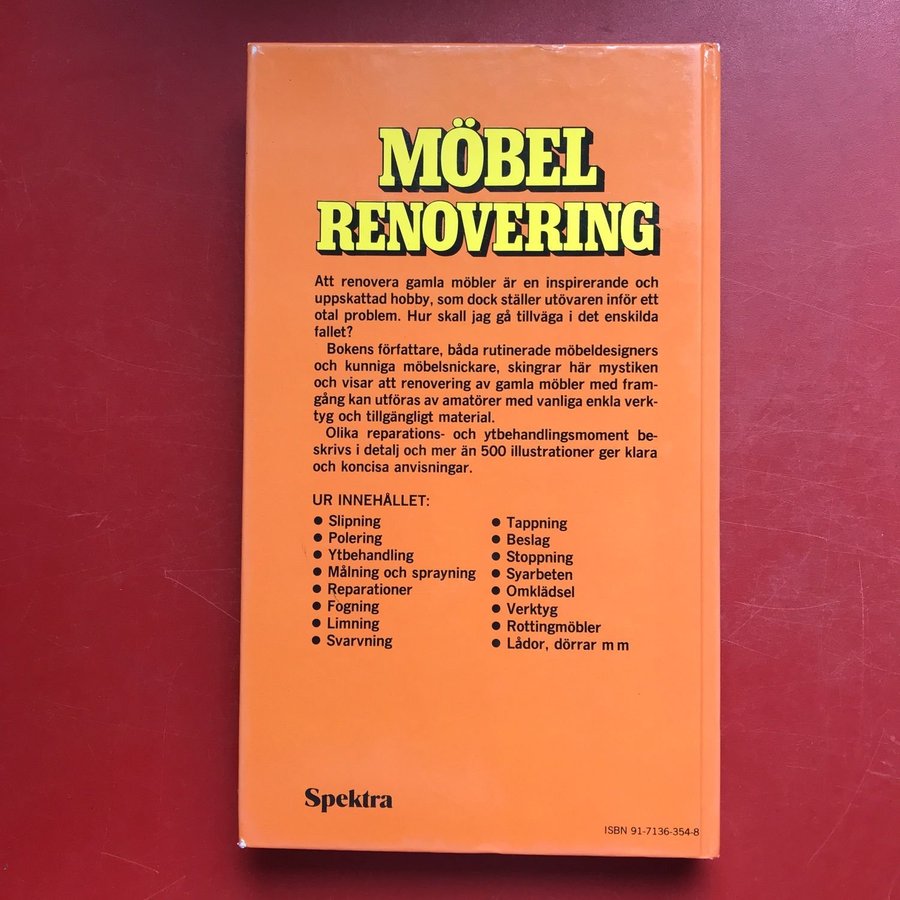 MÖBEL
RENOVERING
Att renovera gamla möbler är en inspirerande och
uppskattad hobby, som dock ställer utövaren inför ett
otal problem. Hur skall jag gå tillväga i det enskilda
fallet?
Bokens författare, båda rutinerade möbeldesigners
och kunniga möbelsnickare, skingrar här mystiken
och visar att renovering av gamla möbler med fram-
gång kan utföras av amatörer med vanliga enkla verk-
tyg och tillgängligt material.
Olika reparations- och ytbehandlingsmoment be-
skrivs i detalj och mer än 500 illustrationer ger klara
och koncisa anvisningar.
UR INNEHÅLLET:
● Slipning
● Polering
● Ytbehandling
● Målning och sprayning
● Reparationer
● Fogning
● Limning
● Svarvning
● Tappning
● Beslag
● Stoppning
● Syarbeten
● Omklädsel
● Verktyg
● Rottingmöbler
● Lådor, dörrar m m
Spektra
ISBN 91-7136-354-8